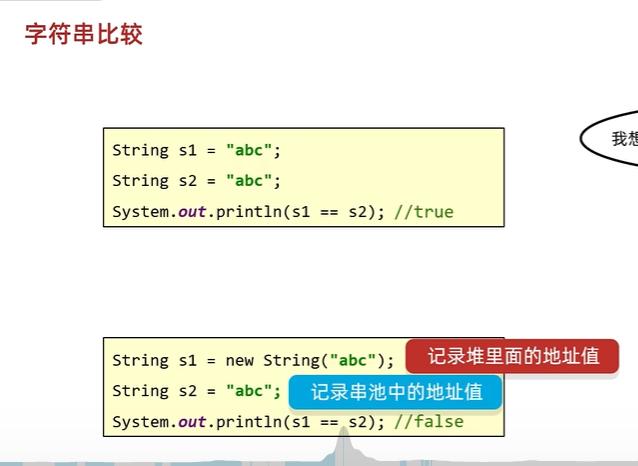 字符串比较
我想
String s1 = "abc";
String s2 = "abc";
System.out.println(s1 == s2); //true
String s1 = new String("abc"); 记录堆里面的地址值
String s2 = "abc"; 记录串池中的地址值
System.out.println(s1 == s2); //false